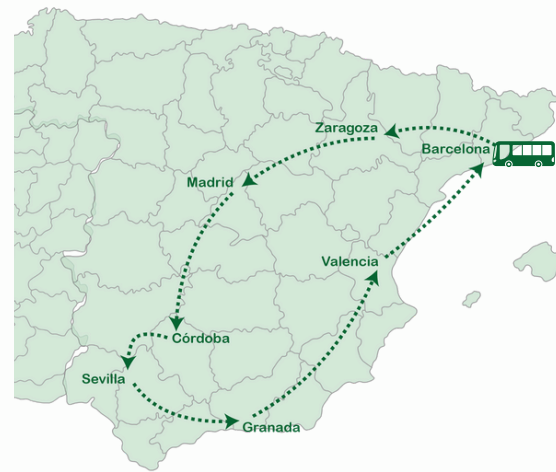 Zaragoza
Barcelona
Madrid
Valencia
Córdoba
Sevilla
Granada